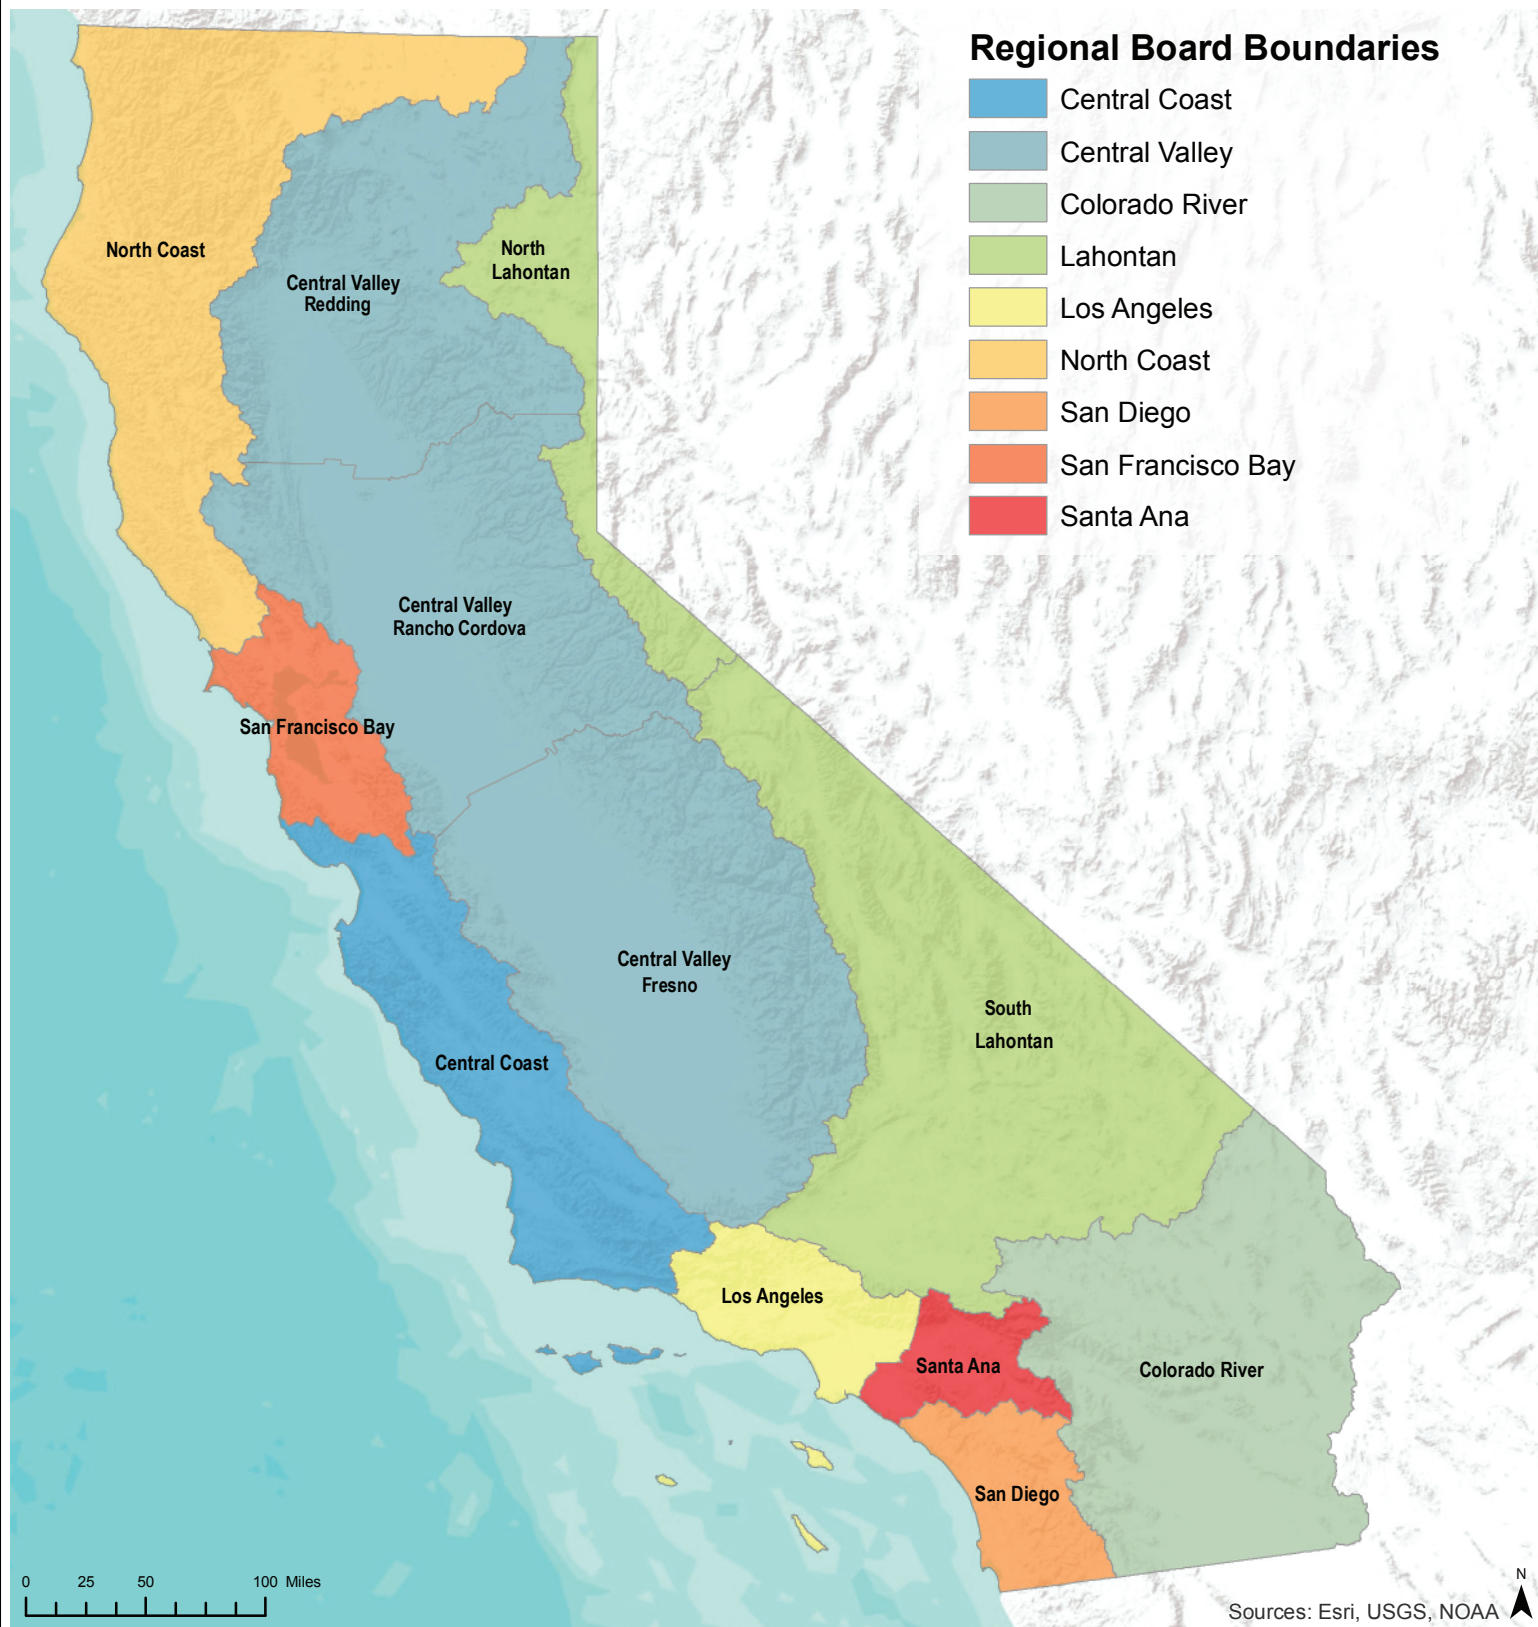 Regional Board Boundaries
Central Coast
Central Valley
Colorado River
Lahontan
Los Angeles
North Coast
San Diego
San Francisco Bay
Santa Ana
North Coast
Central Valley
Redding
North
Lahontan
Central Valley
Rancho Cordova
San Francisco Bay
Central Valley
Fresno
South
Lahontan
Central Coast
Los Angeles
Santa Ana
Colorado River
San Diego
0 25 50 100 Miles
N
Sources: Esri, USGS, NOAA